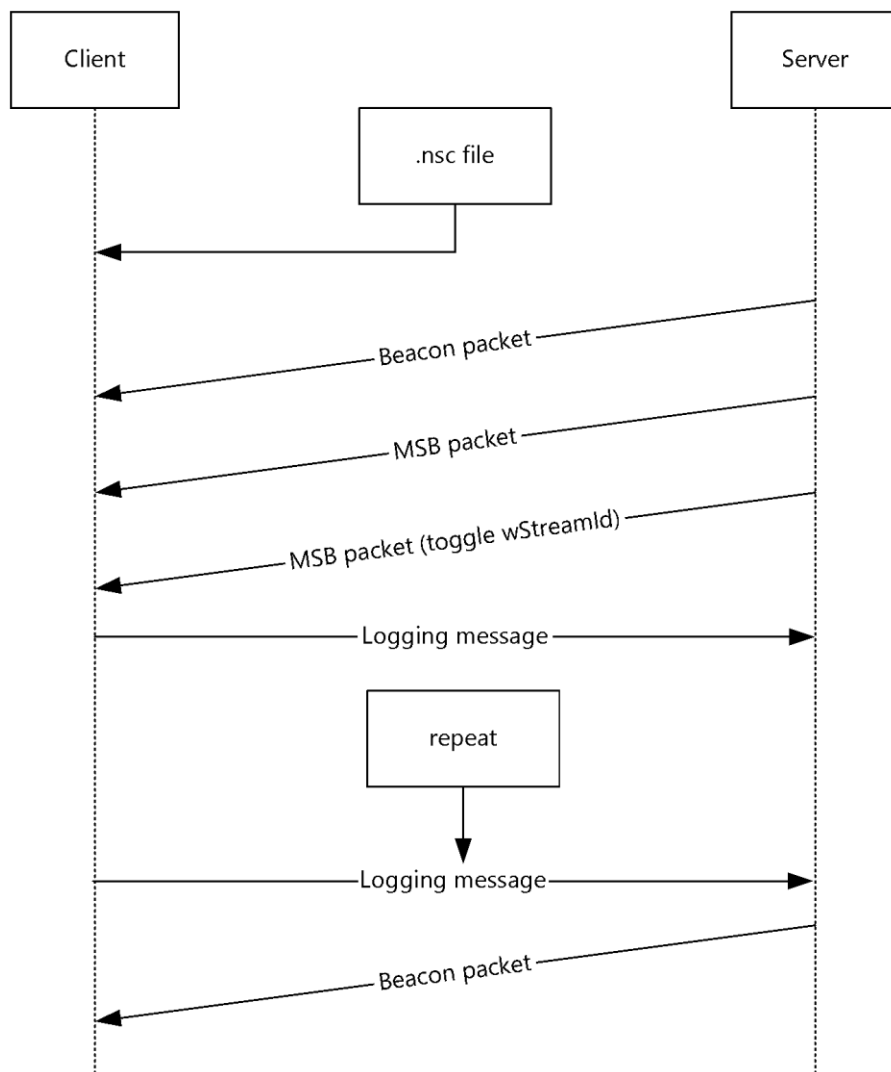 Client
Server
.nsc file
Beacon packet
MSB packet
MSB packet (toggle wStreamId)
Logging message
repeat
Logging message
Beacon packet